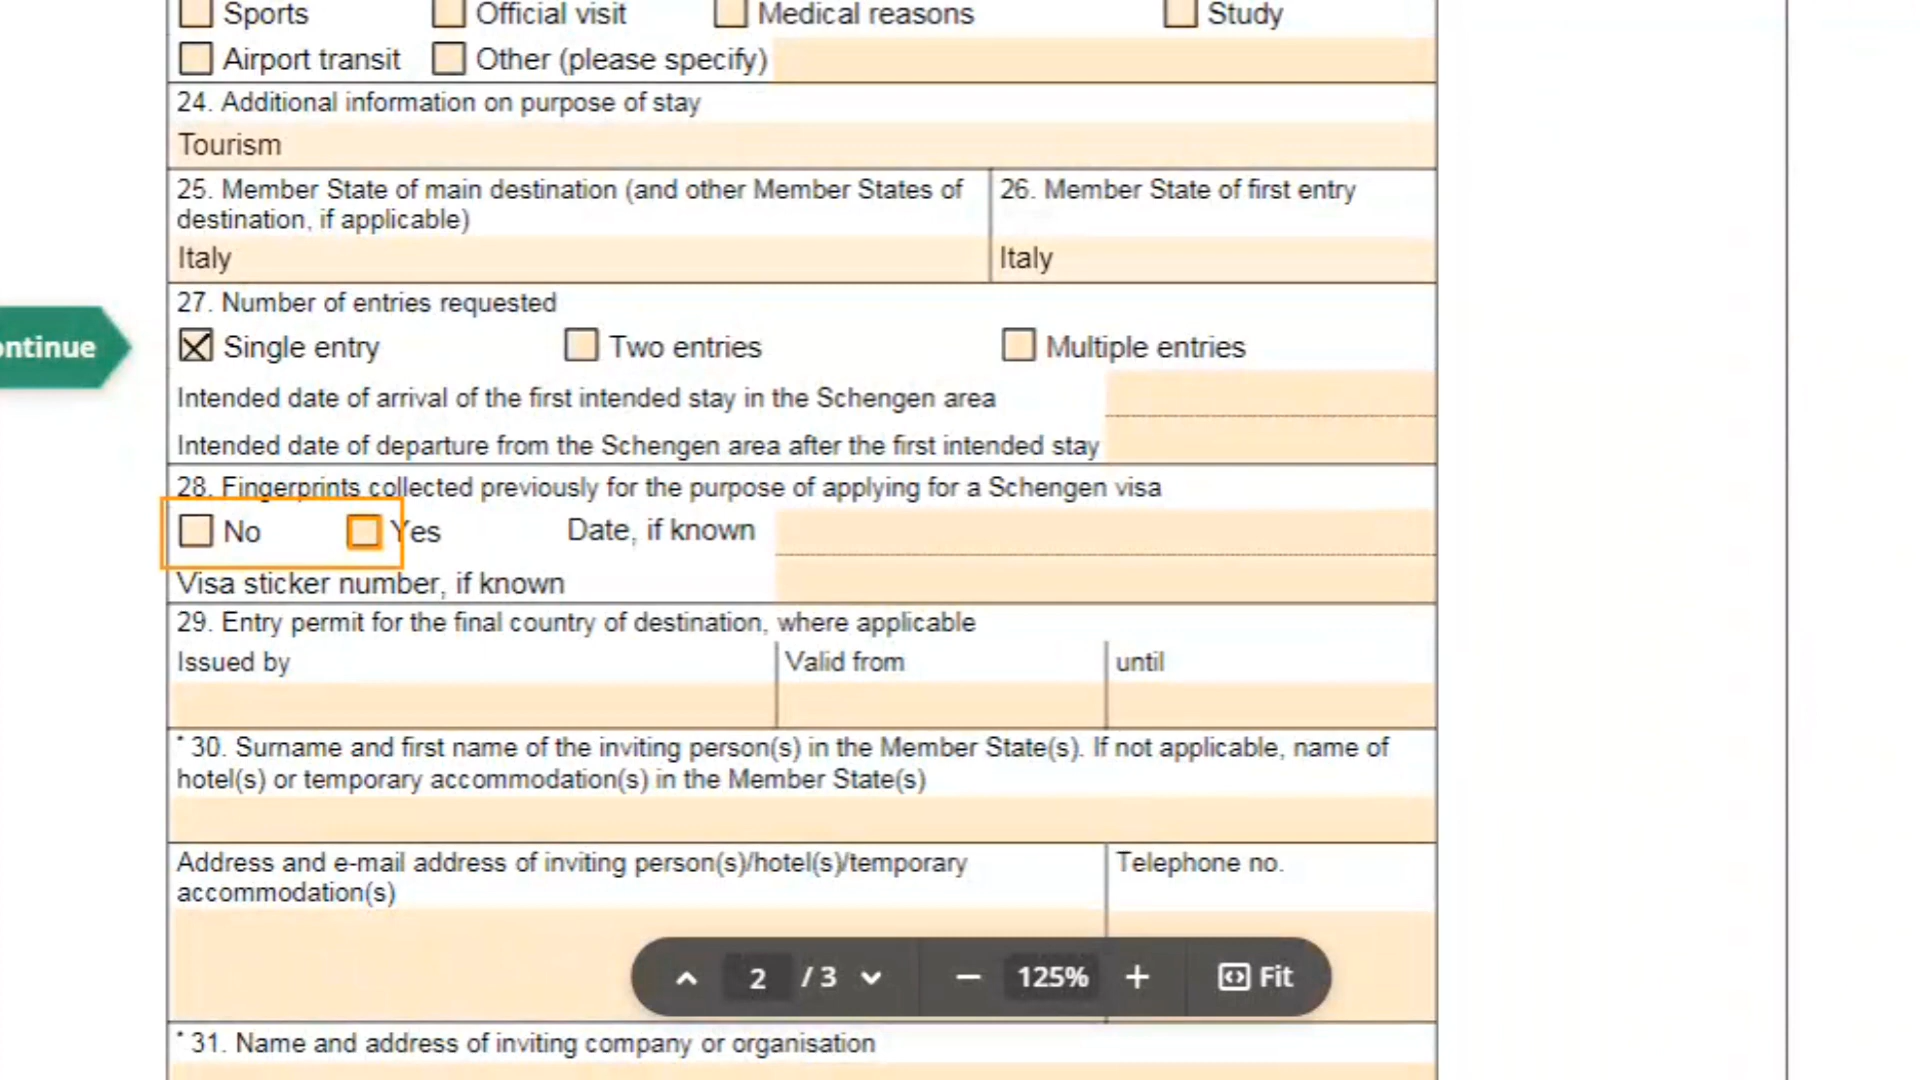 Sports Official visit Medical reasons Study
Airport transit Other (please specify)
24. Additional information on purpose of stay
Tourism
25. Member State of main destination (and other Member States of
destination, if applicable)
26. Member State of first entry
Italy
Italy
27. Number of entries requested
ontinue
Single entry Two entries Multiple entries
Intended date of arrival of the first intended stay in the Schengen area
Intended date of departure from the Schengen area after the first intended stay
28. Fingerprints collected previously for the purpose of applying for a Schengen visa
No Yes Date, if known
Visa sticker number, if known
29. Entry permit for the final country of destination, where applicable
Issued by Valid from until
* 30. Surname and first name of the inviting person(s) in the Member State(s). If not applicable, name of
hotel(s) or temporary accommodation(s) in the Member State(s)
Address and e-mail address of inviting person(s)/hotel(s)/temporary
accommodation(s)
Telephone no.
2 / 3 125% Fit
* 31. Name and address of inviting company or organisation